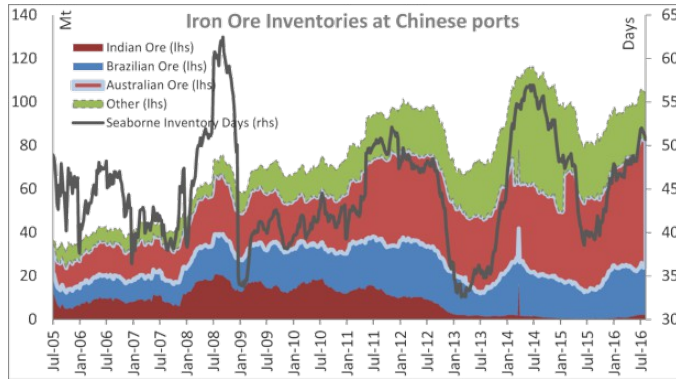 Iron Ore Inventories at Chinese ports
Mt
Days
140
120
100
80
60
40
20
0
Indian Ore (lhs)
Brazilian Ore (lhs)
Australian Ore (lhs)
Other (lhs)
Seaborne Inventory Days (rhs)
65
60
55
50
45
40
35
30
Jul-05
Jan-06
Jul-06
Jan-07
Jul-07
Jan-08
Jul-08
Jan-09
Jul-09
Jan-10
Jul-10
Jan-11
Jul-11
Jan-12
Jul-12
Jan-13
Jul-13
Jan-14
Jul-14
Jan-15
Jul-15
Jan-16
Jul-16